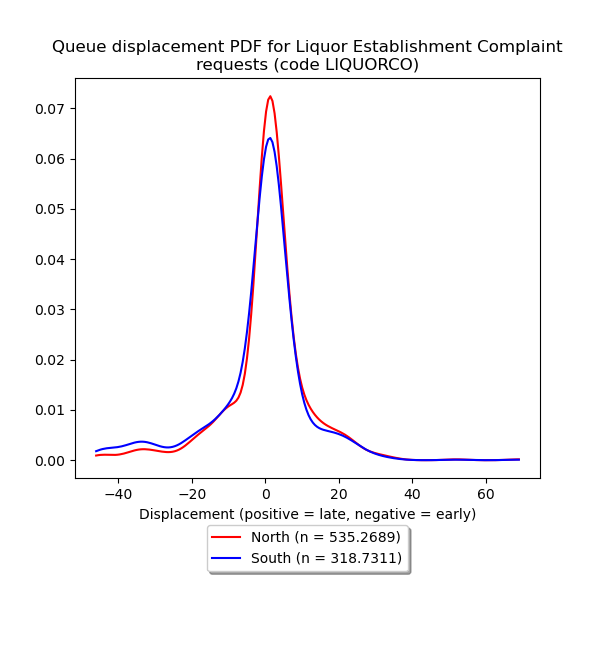 Queue displacement PDF for Liquor Establishment Complaint
requests (code LIQUORCO)
0.07
0.06
0.05
0.04
0.03
0.02
0.01
0.00
−40 −20 0 20 40 60
Displacement (positive = late, negative = early)
North (n = 535.2689)
South (n = 318.7311)